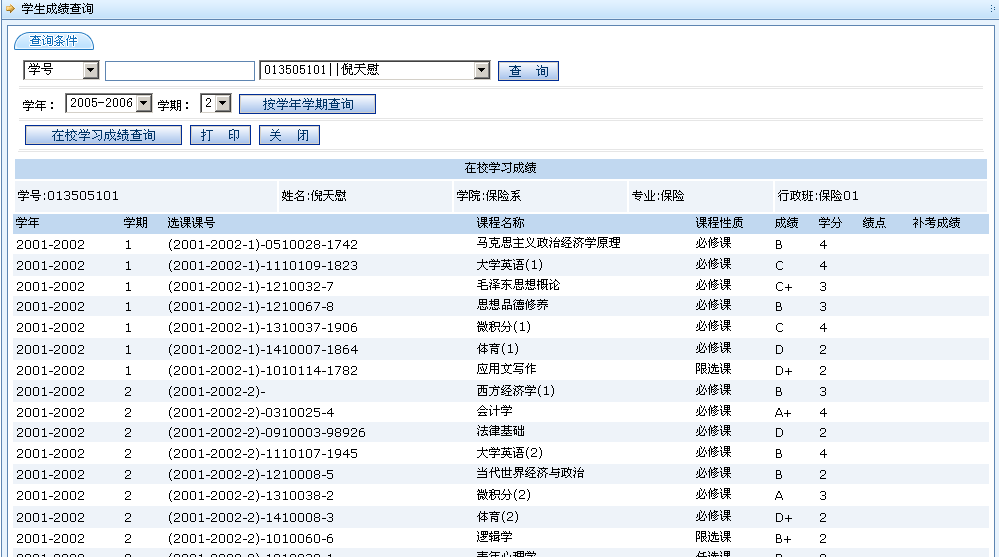 学生成绩查询
查询条件
学号 013505101||倪天慰 查 询
学年： 2005-2006 学期： 2 按学年学期查询
在校学习成绩查询 打 印 关 闭
在校学习成绩
学号:013505101 姓名:倪天慰 学院:保险系 专业:保险 行政班:保险01
学年 学期 选课课号 课程名称 课程性质 成绩 学分 绩点 补考成绩
2001-2002 1 (2001-2002-1)-0510028-1742 马克思主义政治经济学原理 必修课 B 4
2001-2002 1 (2001-2002-1)-1110109-1823 大学英语(1) 必修课 C 4
2001-2002 1 (2001-2002-1)-1210032-7 毛泽东思想概论 必修课 C+ 3
2001-2002 1 (2001-2002-1)-1210067-8 思想品德修养 必修课 B 3
2001-2002 1 (2001-2002-1)-1310037-1906 微积分(1) 必修课 C 4
2001-2002 1 (2001-2002-1)-1410007-1864 体育(1) 必修课 D 2
2001-2002 1 (2001-2002-1)-1010114-1782 应用文写作 限选课 D+ 2
2001-2002 2 (2001-2002-2)- 西方经济学(1) 必修课 B 3
2001-2002 2 (2001-2002-2)-0310025-4 会计学 必修课 A+ 4
2001-2002 2 (2001-2002-2)-0910003-98926 法律基础 必修课 D 2
2001-2002 2 (2001-2002-2)-1110107-1945 大学英语(2) 必修课 B 4
2001-2002 2 (2001-2002-2)-1210008-5 当代世界经济与政治 必修课 B 2
2001-2002 2 (2001-2002-2)-1310038-2 微积分(2) 必修课 A 3
2001-2002 2 (2001-2002-2)-1410008-3 体育(2) 必修课 D+ 2
2001-2002 2 (2001-2002-2)-1010060-6 逻辑学 限选课 B+ 2